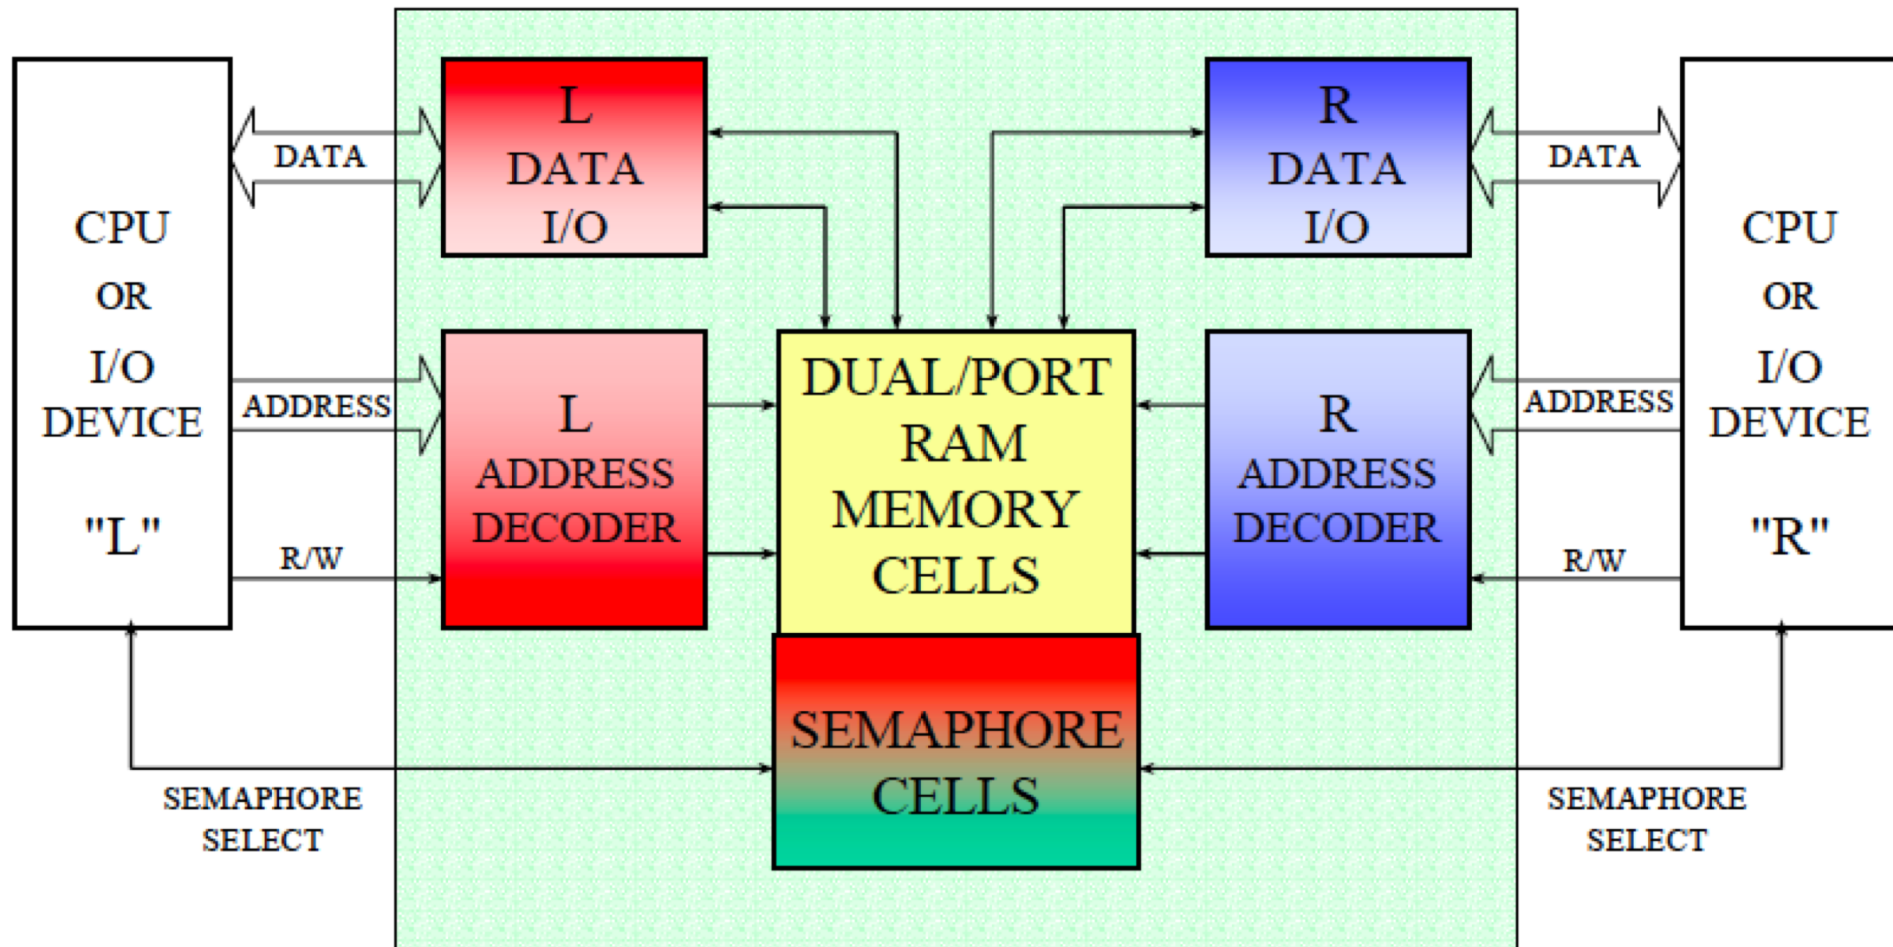 CPU
OR
I/O
DEVICE
"L"
DATA
ADDRESS
R/W
SEMAPHORE
SELECT
L
DATA
I/O
L
ADDRESS
DECODER
DUAL/PORT
RAM
MEMORY
CELLS
SEMAPHORE
CELLS
R
DATA
I/O
R
ADDRESS
DECODER
DATA
ADDRESS
R/W
SEMAPHORE
SELECT
CPU
OR
I/O
DEVICE
"R"